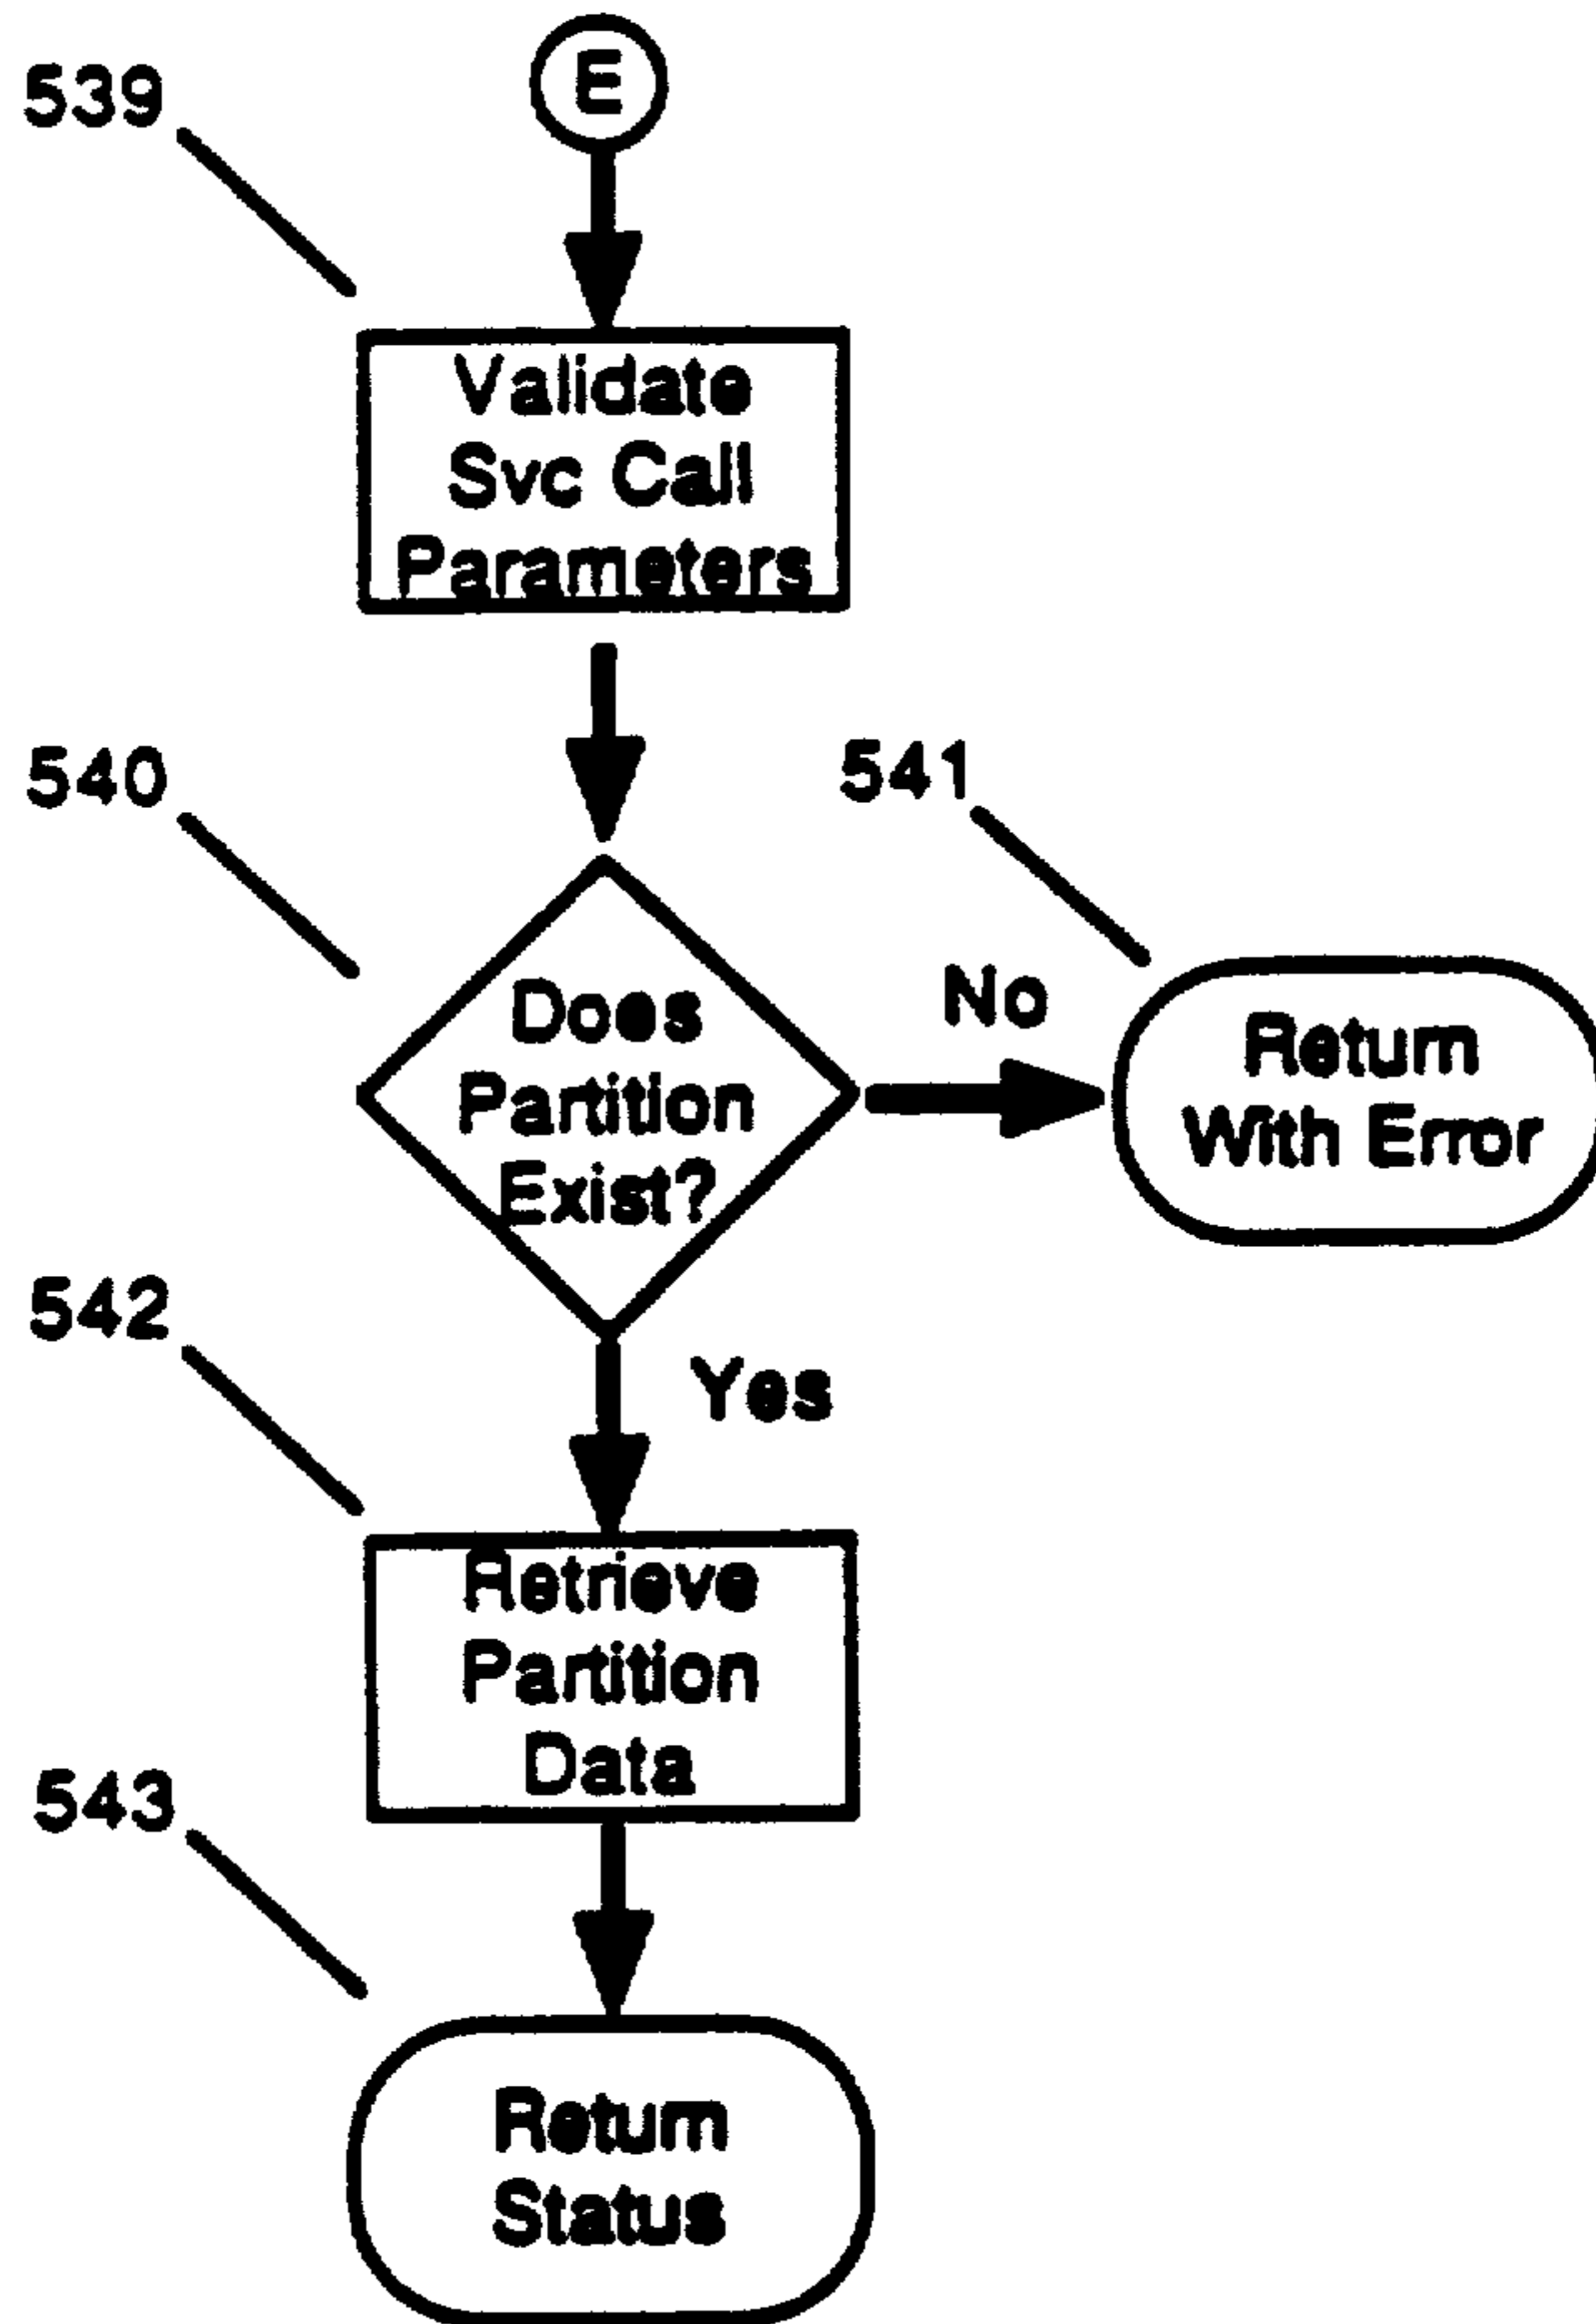 E
539
Validate
Svc Call
Parameters
540
541
Does
Partition
Exist?
No
Return
With Error
542
Yes
Retrieve
Partition
Data
543
Return
Status